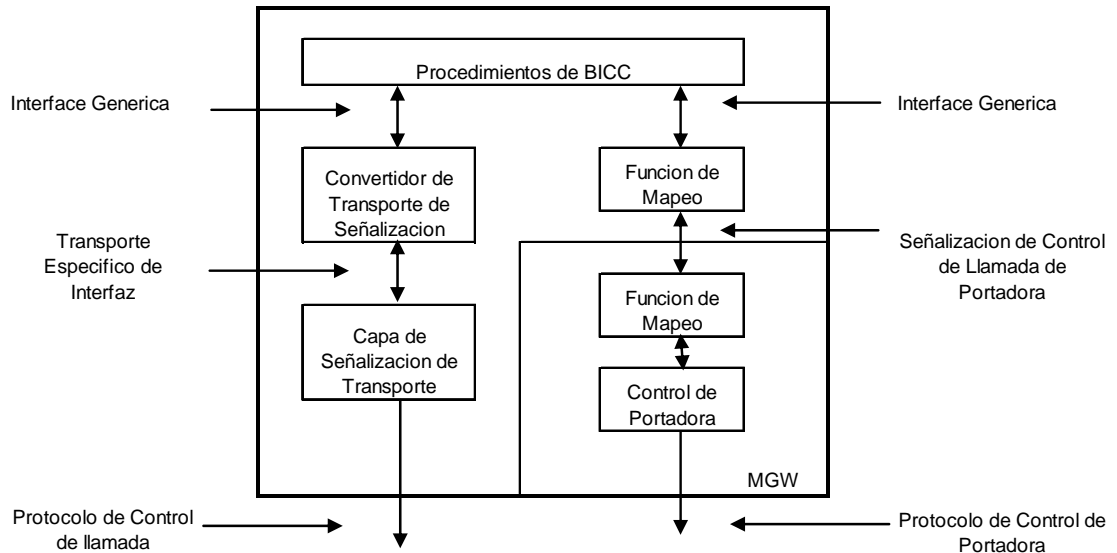 Procedimientos de BICC
Interface Generica
Interface Generica
Convertidor de
Transporte de
Señalizacion
Funcion de
Mapeo
Transporte
Especifico de
Interfaz
Señalizacion de Control
de Llamada de
Portadora
Funcion de
Mapeo
Capa de
Señalizacion de
Transporte
Control de
Portadora
MGW
Protocolo de Control
de llamada
Protocolo de Control de
Portadora